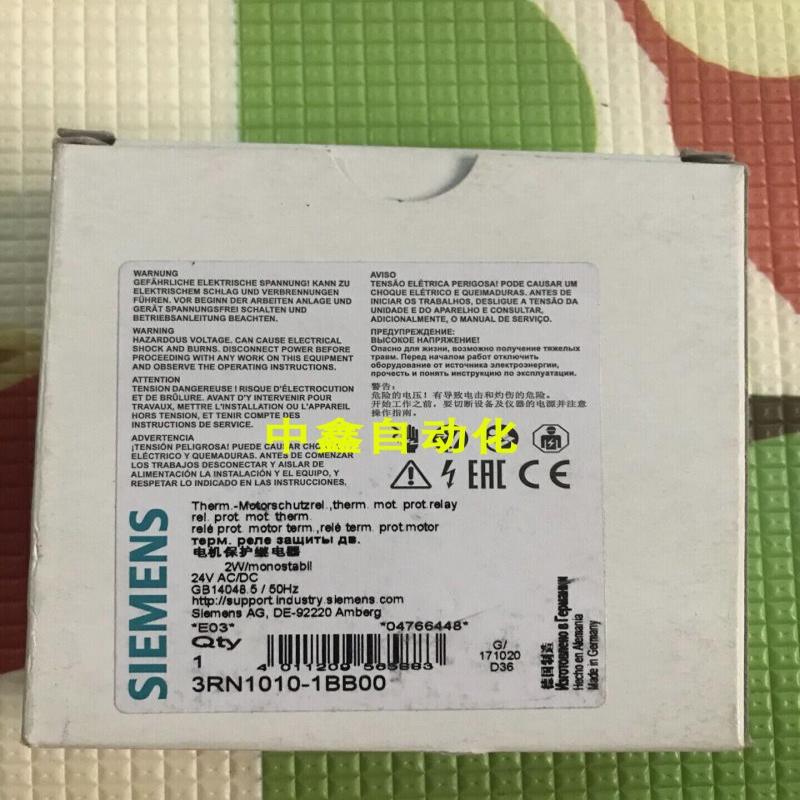 WARNUNG
GEFÄHRLICHE ELEKTRISCHE SPANNUNG! KANN ZU
ELEKTRISCHEM SCHLAG UND VERBRENNUNGEN
FÜHREN. VOR BEGINN DER ARBEITEN ANLAGE UND
GERÄT SPANNUNGSFREI SCHALTEN UND
BETRIEBSANLEITUNG BEACHTEN.
WARNING
HAZARDOUS VOLTAGE. CAN CAUSE ELECTRICAL
SHOCK AND BURNS. DISCONNECT POWER BEFORE
PROCEEDING WITH ANY WORK ON THIS EQUIPMENT
AND OBSERVE THE OPERATING INSTRUCTIONS.
ATTENTION
TENSION DANGEREUSE ! RISQUE D'ÉLECTROCUTION
ET DE BRÛLURE. AVANT D'Y INTERVENIR POUR
TRAVAUX, METTRE L'INSTALLATION OU L'APPAREIL
HORS TENSION, ET TENIR COMPTE DES
INSTRUCTIONS DE SERVICE.
ADVERTENCIA
¡TENSIÓN PELIGROSA! PUEDE CAUSAR CHOQUE
ELÉCTRICO Y QUEMADURAS. ANTES DE COMENZAR
LOS TRABAJOS DESCONECTAR Y AISLAR DE
ALIMENTACIÓN LA INSTALACIÓN Y EL EQUIPO, Y
RESPETAR LO INDICADO EN LAS INSTRUCCIONES.
AVISO
TENSÃO ELÉTRICA PERIGOSA! PODE CAUSAR UM
CHOQUE ELÉTRICO E QUEIMADURAS. ANTES DE
INICIAR OS TRABALHOS, DESLIGUE A TENSÃO DA
UNIDADE E DO APARELHO E CONSULTAR,
ADICIONALMENTE, O MANUAL DE SERVIÇO.
ПРЕДУПРЕЖДЕНИЕ:
ВЫСОКОЕ НАПРЯЖЕНИЕ!
Опасно для жизни, возможно получение тяжелых
травм. Перед началом работ отключить
оборудование от источника электроэнергии,
прочесть и понять инструкцию по эксплуатации.
警告:
危险的电压! 有导致电击和灼伤的危险。
开始工作之前, 要切断设备及仪器的电源并注意
操作指南。
中鑫自动化
EAC CE
SIEMENS
Therm.-Motorschutzrel.,therm. mot. prot.relay
rel. prot. mot. therm.
relé prot. motor term.,relé term. prot.motor
терм. реле защиты дв.
电机保护继电器
2W/monostabil
24V AC/DC
GB14048.5 / 50Hz
http://support.industry.siemens.com
Siemens AG, DE-92220 Amberg
*E03* *04766448*
Qty
1
4 011209 565883
3RN1010-1BB00
G/
171020
D36
德国制造
Изготовлено в Германии
Hecho en Alemania
Made in Germany